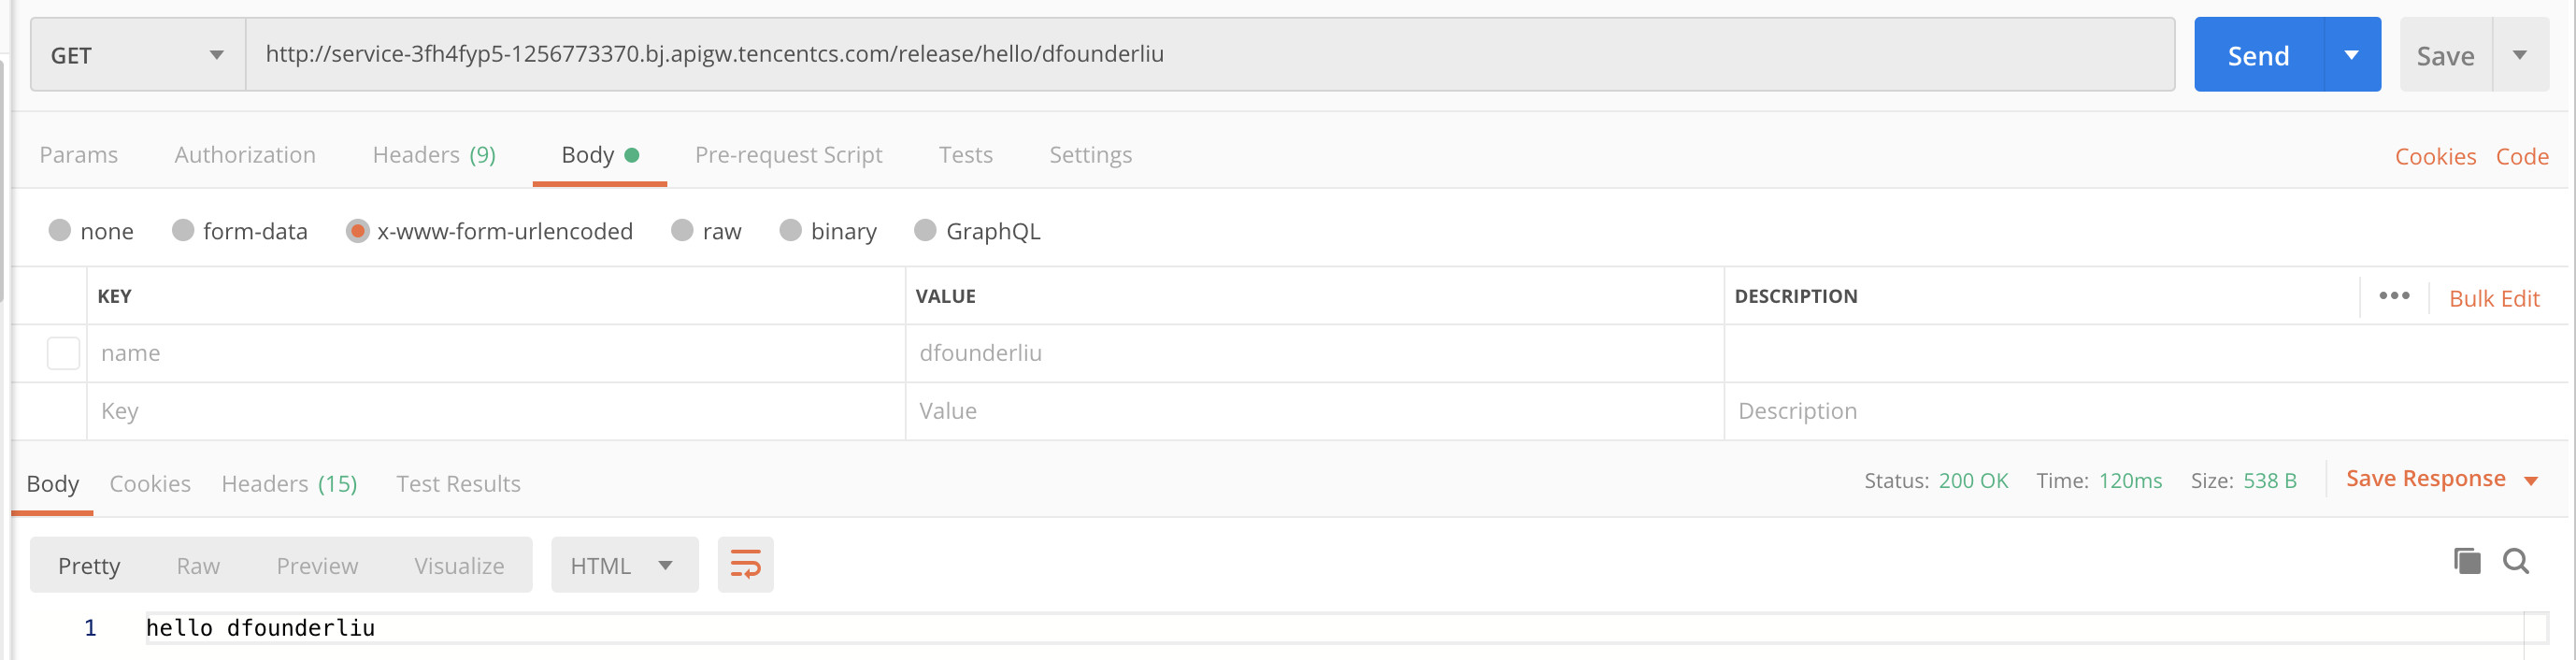 GET http://service-3fh4fyp5-1256773370.bj.apigw.tencentcs.com/release/hello/dfounderliu Send Save
Params Authorization Headers (9) Body Pre-request Script Tests Settings Cookies Code
none form-data x-www-form-urlencoded raw binary GraphQL
KEY VALUE DESCRIPTION ••• Bulk Edit
name dfounderliu
Key Value Description
Body Cookies Headers (15) Test Results Status: 200 OK Time: 120ms Size: 538 B Save Response
Pretty Raw Preview Visualize HTML
1 hello dfounderliu